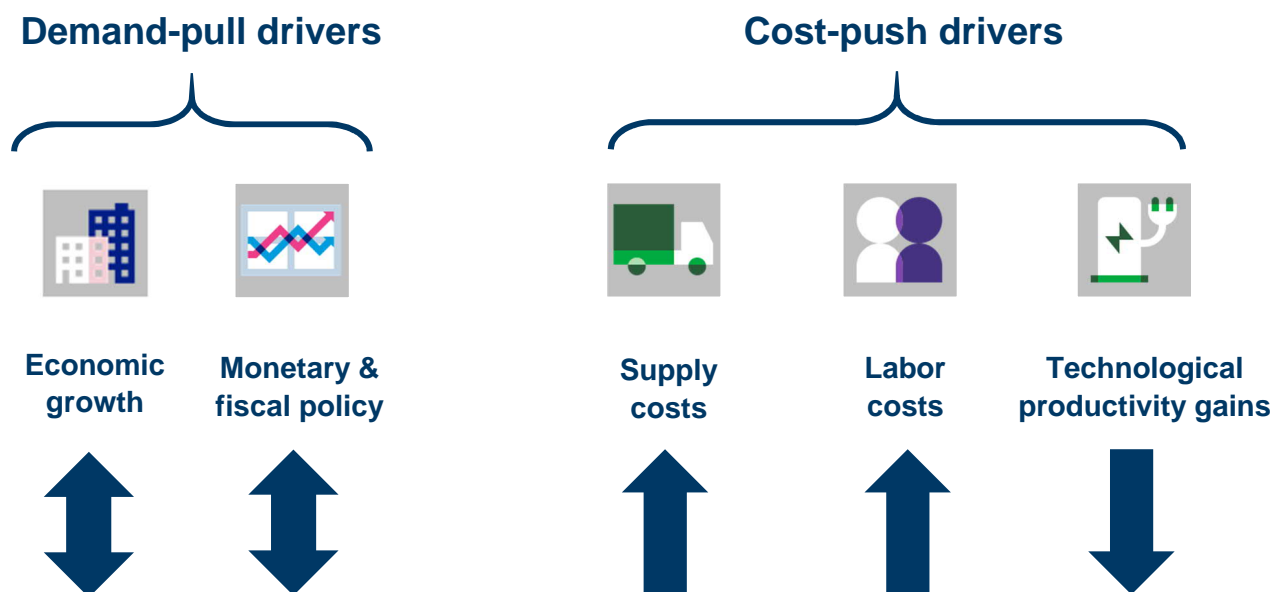 Demand-pull drivers
Cost-push drivers
Economic
growth
Monetary &
fiscal policy
Supply
costs
Labor
costs
Technological
productivity gains